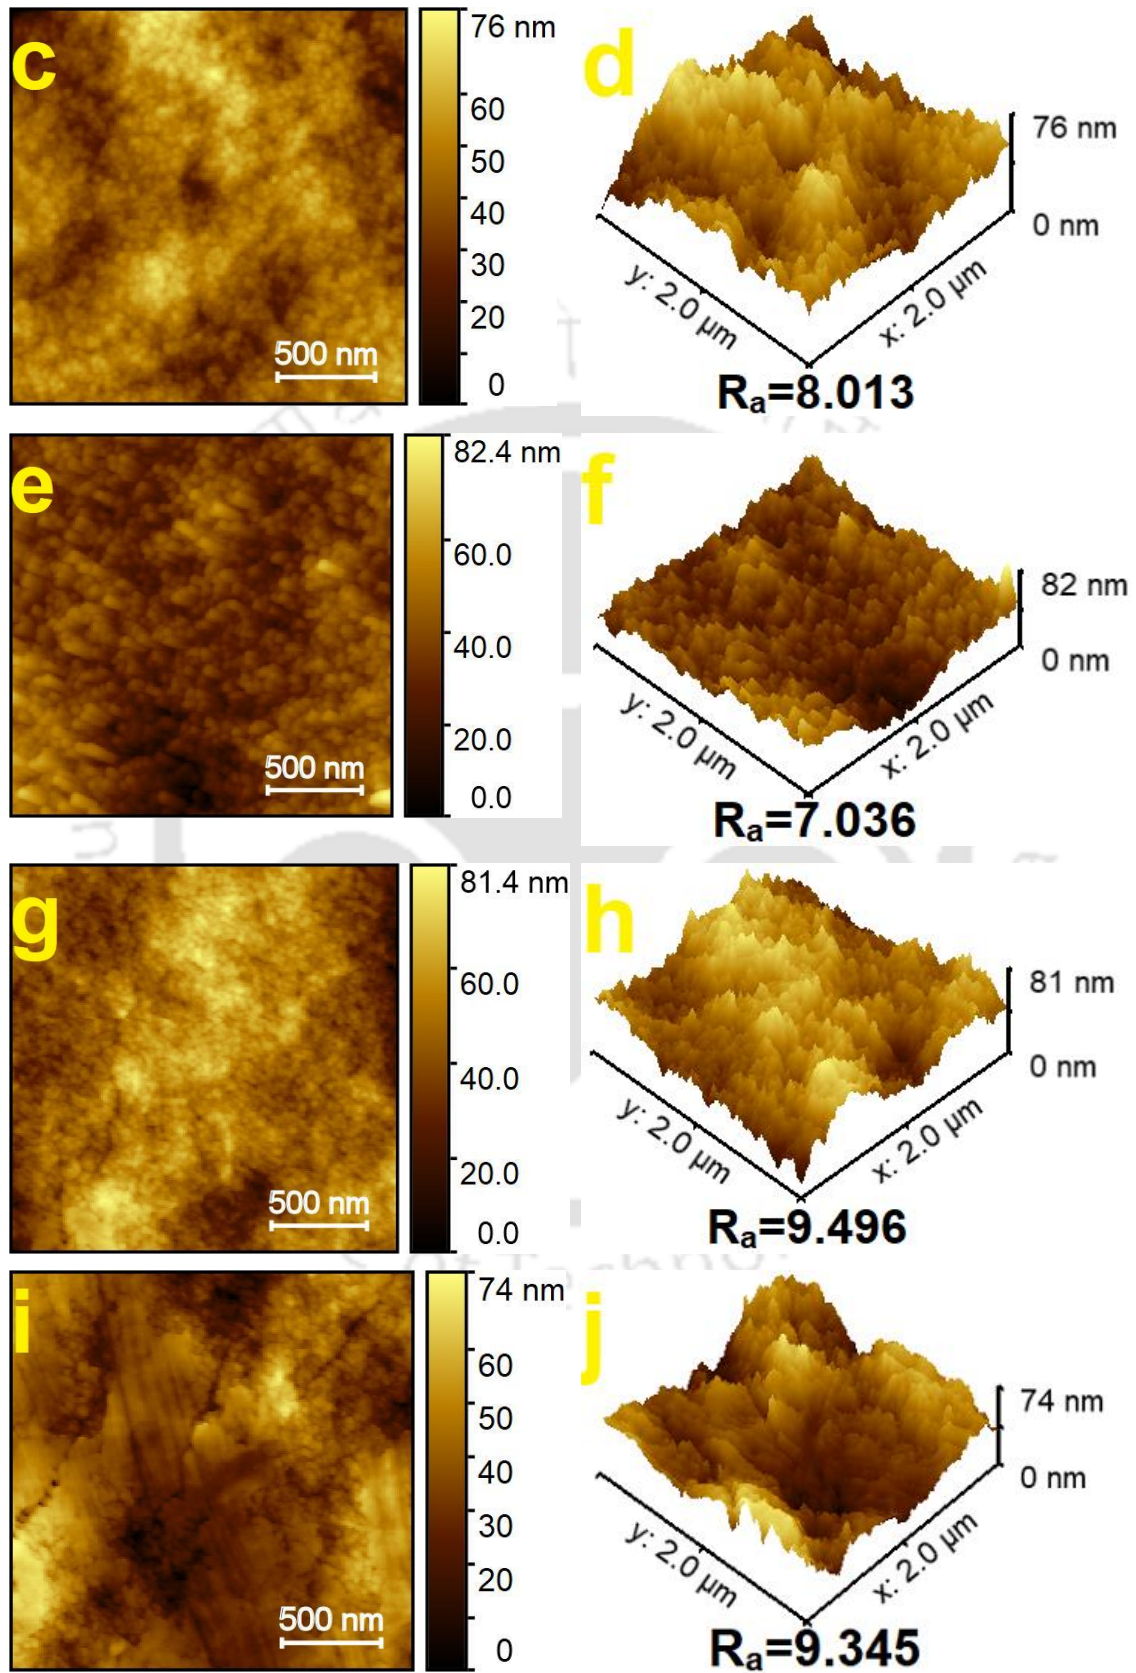 c
76 nm
60
50
40
30
20
0
500 nm
d
76 nm
0 nm
y: 2.0 µm
x: 2.0 µm
Ra=8.013
e
82.4 nm
60.0
40.0
20.0
0.0
500 nm
f
82 nm
0 nm
y: 2.0 µm
x: 2.0 µm
Ra=7.036
g
81.4 nm
60.0
40.0
20.0
0.0
500 nm
h
81 nm
0 nm
y: 2.0 µm
x: 2.0 µm
Ra=9.496
i
74 nm
60
50
40
30
20
0
500 nm
j
74 nm
0 nm
y: 2.0 µm
x: 2.0 µm
Ra=9.345